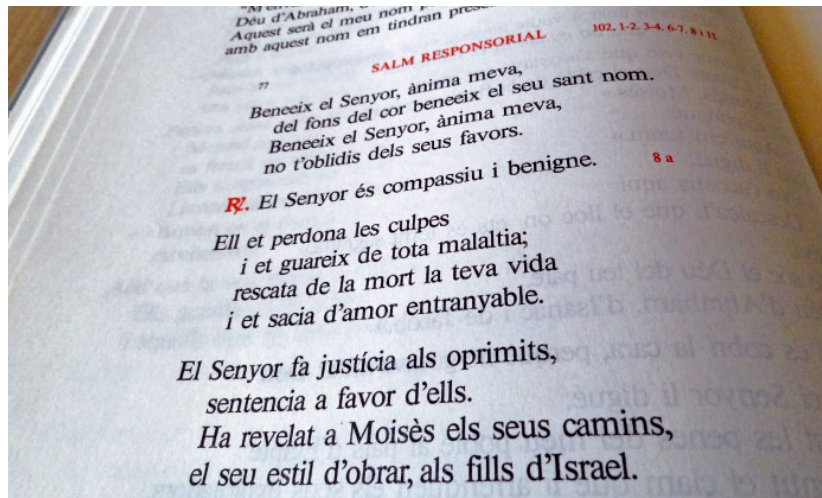 Déu d'Abraham,
Aquest serà el meu nom
amb aquest nom em tindran
SALM RESPONSORIAL 102, 1-2. 3-4. 6-7. 8 i 11
77
Beneeix el Senyor, ànima meva,
del fons del cor beneeix el seu sant nom.
Beneeix el Senyor, ànima meva,
no t'oblidis dels seus favors.
8 a
℟. El Senyor és compassiu i benigne.
Ell et perdona les culpes
i et guareix de tota malaltia;
rescata de la mort la teva vida
i et sacia d'amor entranyable.
El Senyor fa justícia als oprimits,
sentencia a favor d'ells.
Ha revelat a Moisès els seus camins,
el seu estil d'obrar, als fills d'Israel.